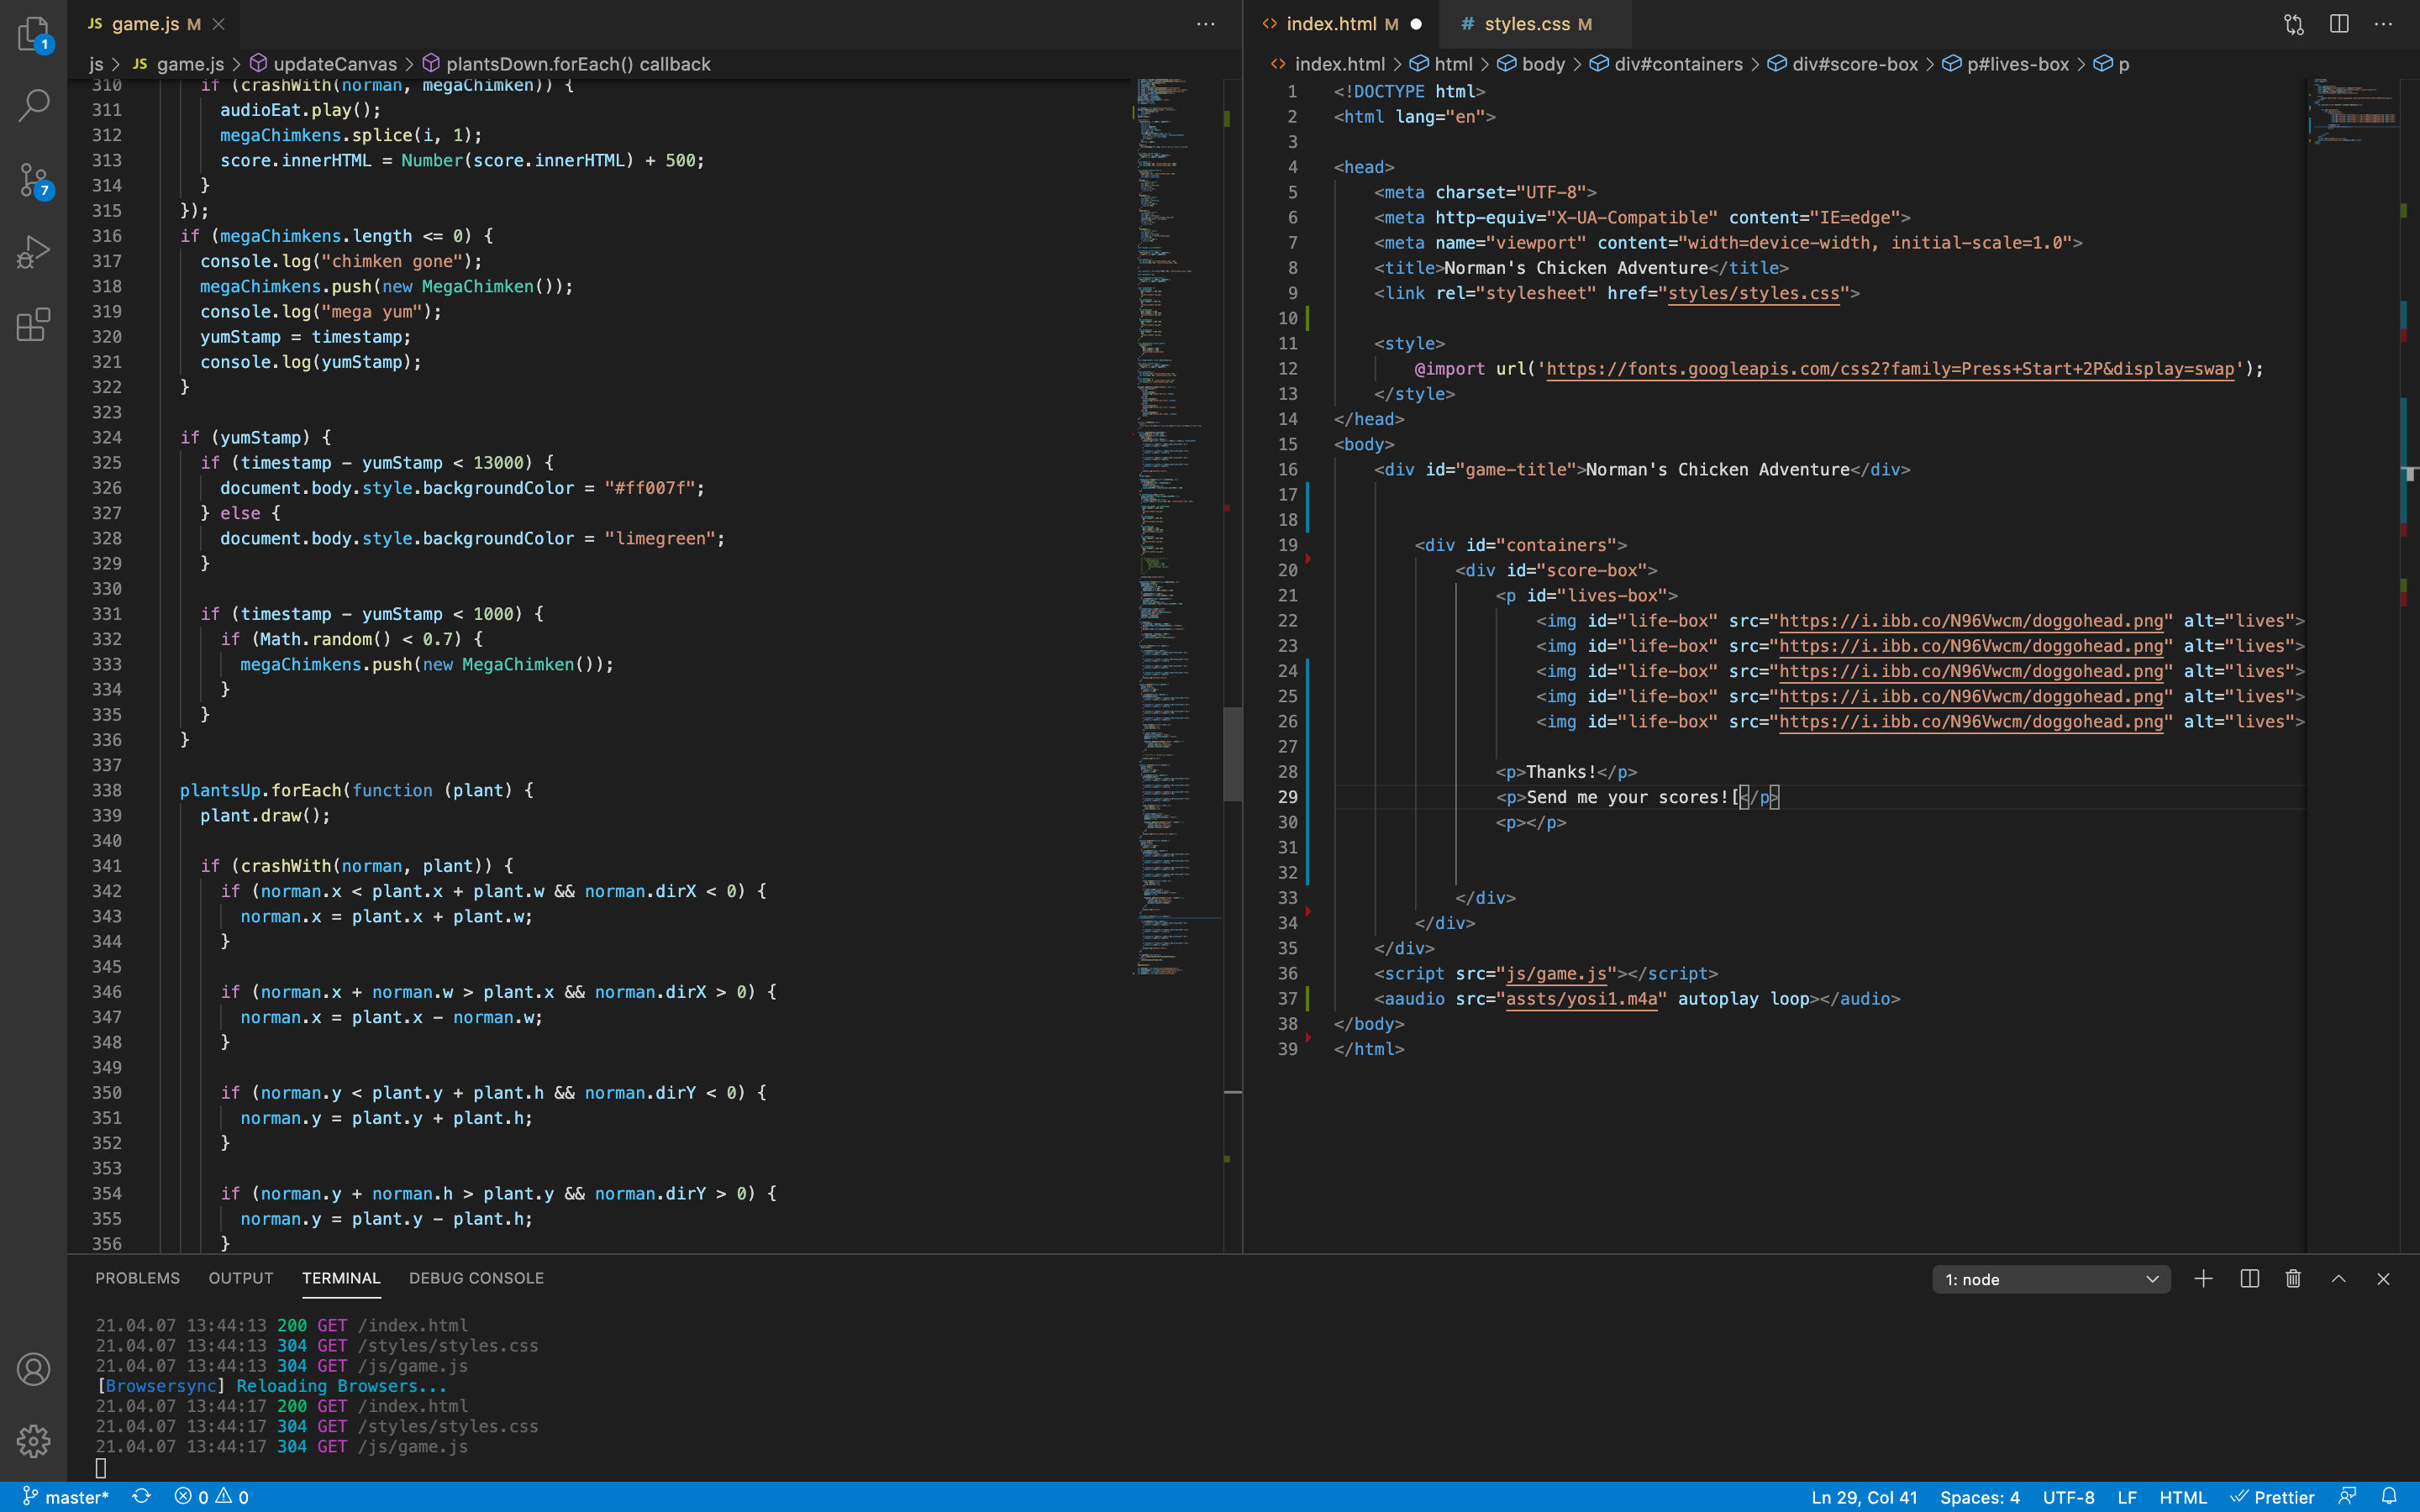 1
7
JS game.js M
js > JS game.js > updateCanvas > plantsDown.forEach() callback
310 if (crashWith(norman, megaChimken)) {
311 audioEat.play();
312 megaChimkens.splice(i, 1);
313 score.innerHTML = Number(score.innerHTML) + 500;
314 }
315 });
316 if (megaChimkens.length <= 0) {
317 console.log("chimken gone");
318 megaChimkens.push(new MegaChimken());
319 console.log("mega yum");
320 yumStamp = timestamp;
321 console.log(yumStamp);
322 }
323
324 if (yumStamp) {
325 if (timestamp - yumStamp < 13000) {
326 document.body.style.backgroundColor = "#ff007f";
327 } else {
328 document.body.style.backgroundColor = "limegreen";
329 }
330
331 if (timestamp - yumStamp < 1000) {
332 if (Math.random() < 0.7) {
333 megaChimkens.push(new MegaChimken());
334 }
335 }
336 }
337
338 plantsUp.forEach(function (plant) {
339 plant.draw();
340
341 if (crashWith(norman, plant)) {
342 if (norman.x < plant.x + plant.w && norman.dirX < 0) {
343 norman.x = plant.x + plant.w;
344 }
345
346 if (norman.x + norman.w > plant.x && norman.dirX > 0) {
347 norman.x = plant.x - norman.w;
348 }
349
350 if (norman.y < plant.y + plant.h && norman.dirY < 0) {
351 norman.y = plant.y + plant.h;
352 }
353
354 if (norman.y + norman.h > plant.y && norman.dirY > 0) {
355 norman.y = plant.y - plant.h;
356 }
index.html M
# styles.css M
index.html > html > body > div#containers > div#score-box > p#lives-box > p
1 <!DOCTYPE html>
2 <html lang="en">
3
4 <head>
5 <meta charset="UTF-8">
6 <meta http-equiv="X-UA-Compatible" content="IE=edge">
7 <meta name="viewport" content="width=device-width, initial-scale=1.0">
8 <title>Norman's Chicken Adventure</title>
9 <link rel="stylesheet" href="styles/styles.css">
10
11 <style>
12 @import url('https://fonts.googleapis.com/css2?family=Press+Start+2P&display=swap');
13 </style>
14 </head>
15 <body>
16 <div id="game-title">Norman's Chicken Adventure</div>
17
18
19 <div id="containers">
20 <div id="score-box">
21 <p id="lives-box">
22 <img id="life-box" src="https://i.ibb.co/N96Vwcm/doggohead.png" alt="lives">
23 <img id="life-box" src="https://i.ibb.co/N96Vwcm/doggohead.png" alt="lives">
24 <img id="life-box" src="https://i.ibb.co/N96Vwcm/doggohead.png" alt="lives">
25 <img id="life-box" src="https://i.ibb.co/N96Vwcm/doggohead.png" alt="lives">
26 <img id="life-box" src="https://i.ibb.co/N96Vwcm/doggohead.png" alt="lives">
27
28 <p>Thanks!</p>
29 <p>Send me your scores![</p>
30 <p></p>
31
32
33 </div>
34 </div>
35 </div>
36 <script src="js/game.js"></script>
37 <aaudio src="assts/yosi1.m4a" autoplay loop></audio>
38 </body>
39 </html>
PROBLEMS OUTPUT TERMINAL DEBUG CONSOLE
1: node
21.04.07 13:44:13 200 GET /index.html
21.04.07 13:44:13 304 GET /styles/styles.css
21.04.07 13:44:13 304 GET /js/game.js
[Browsersync] Reloading Browsers...
21.04.07 13:44:17 200 GET /index.html
21.04.07 13:44:17 304 GET /styles/styles.css
21.04.07 13:44:17 304 GET /js/game.js
master* 0 0
Ln 29, Col 41 Spaces: 4 UTF-8 LF HTML Prettier